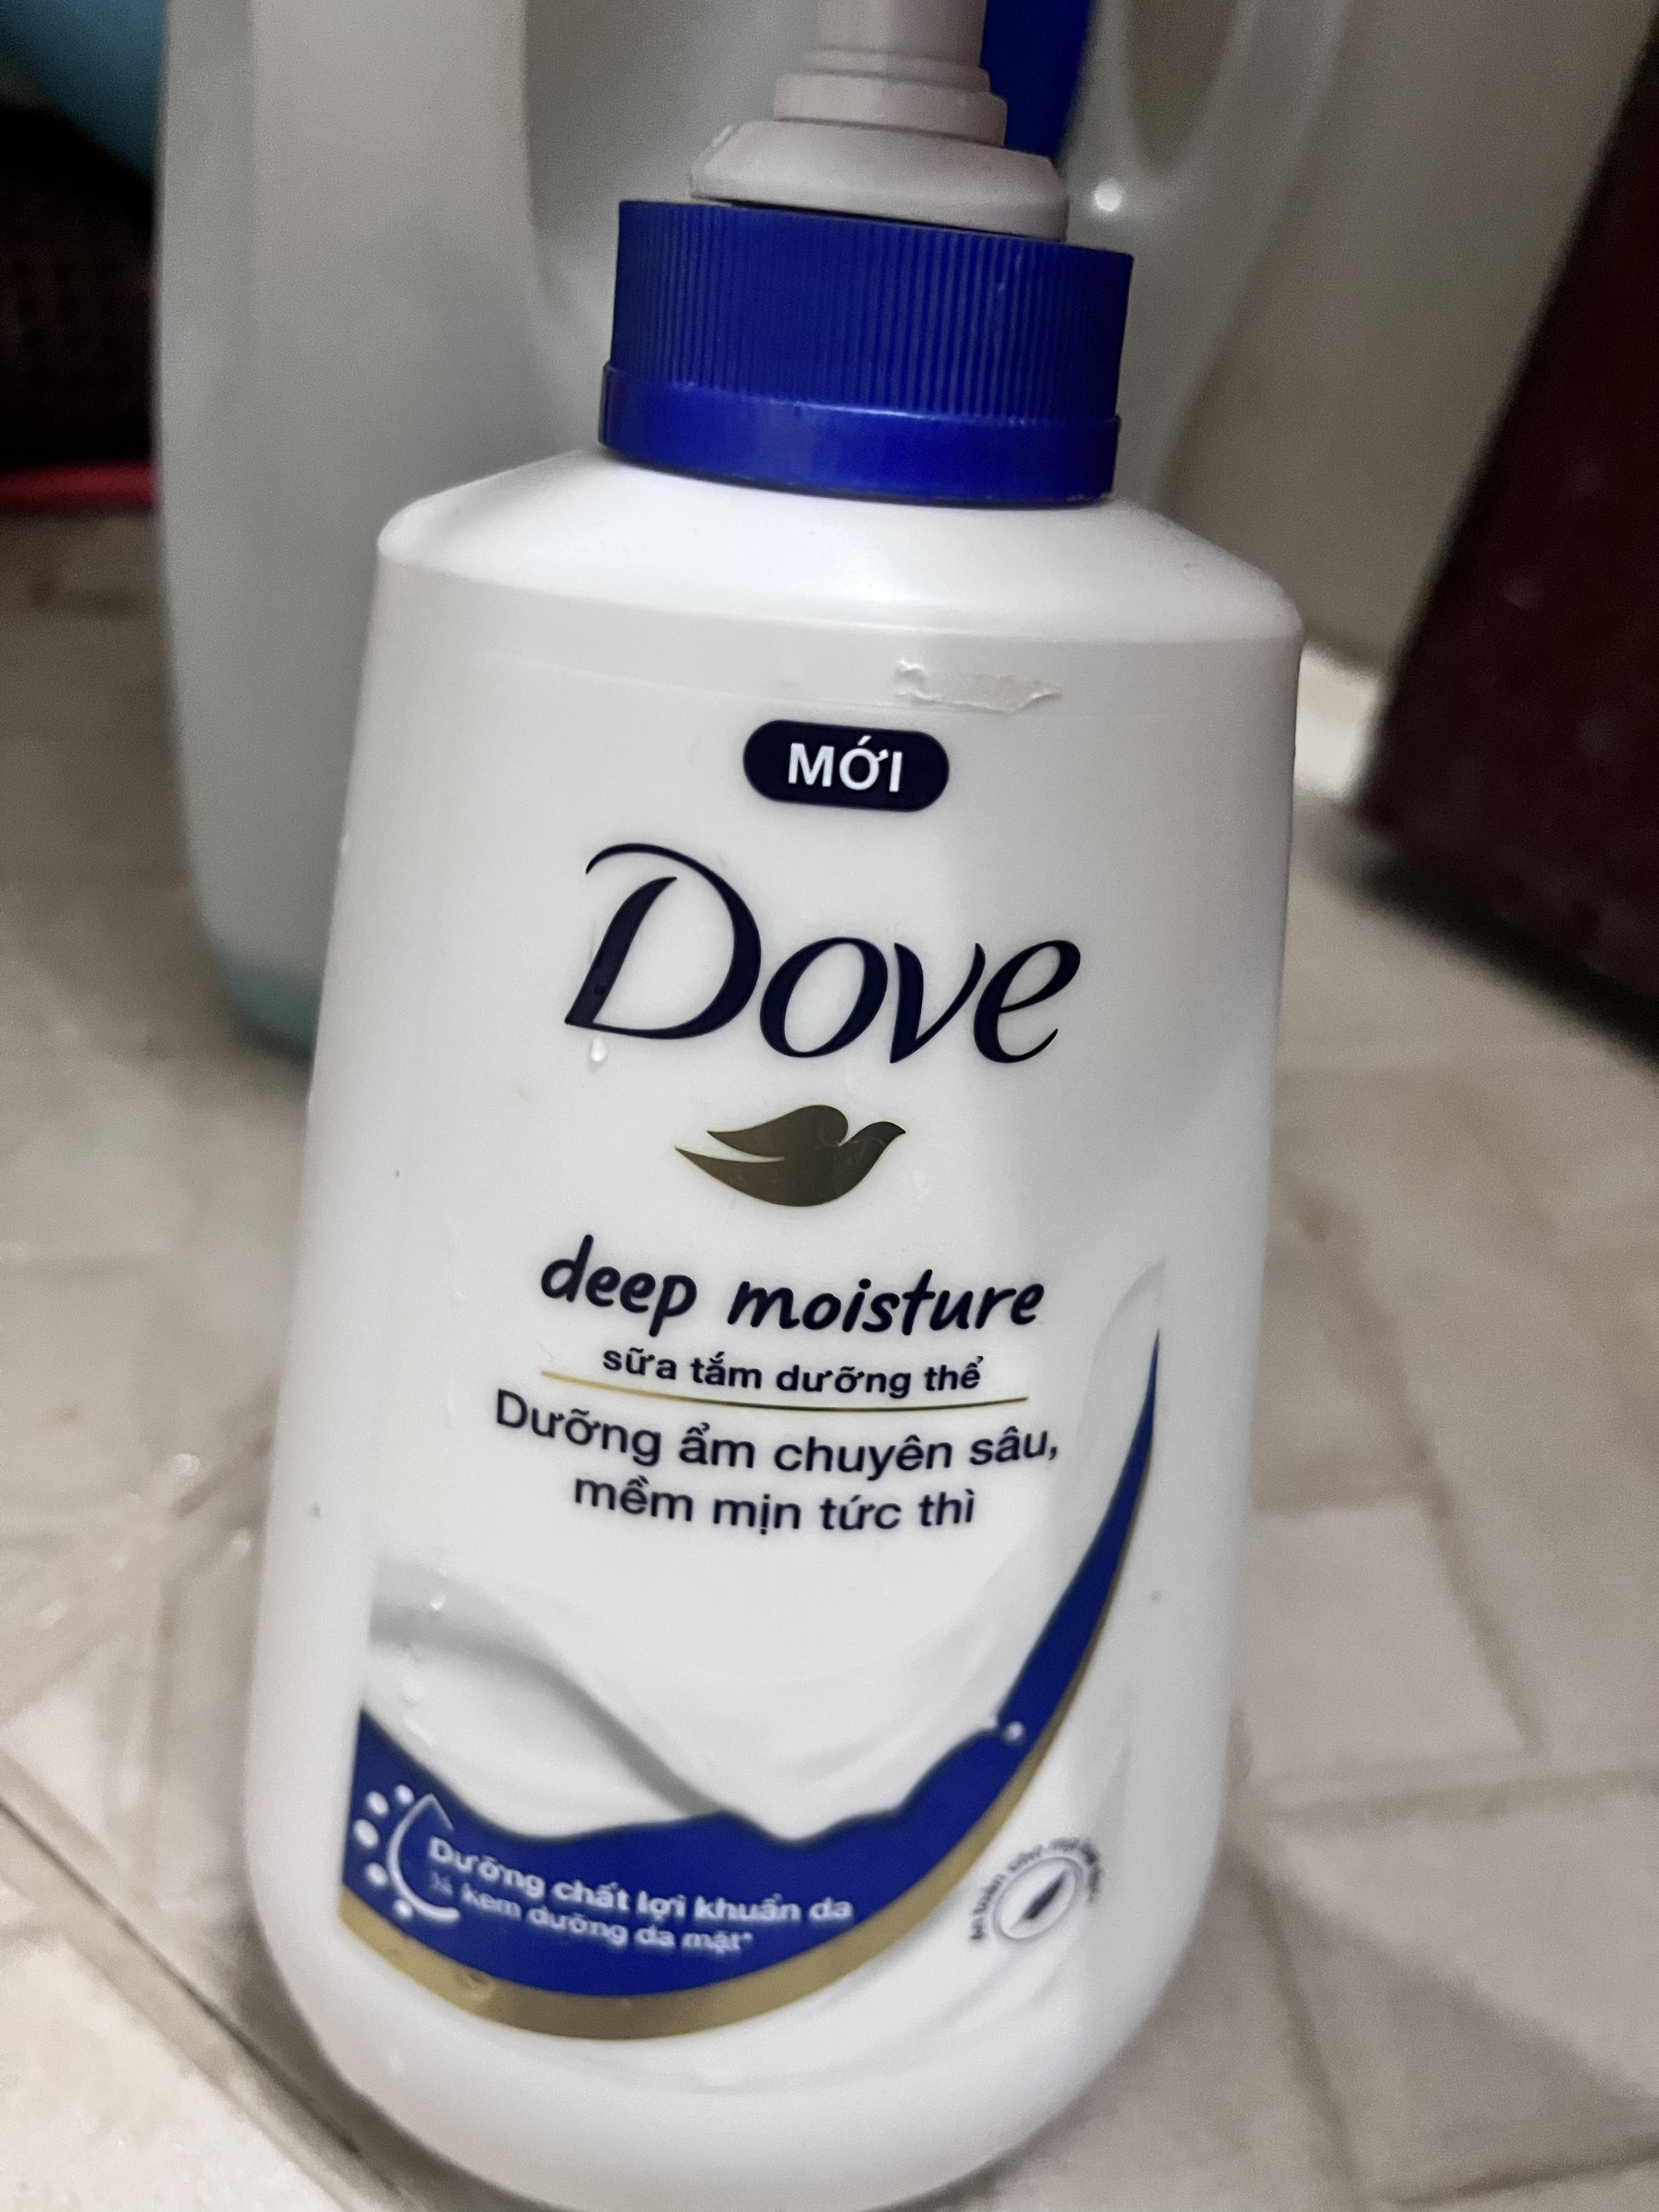 MỚI
Dove
deep moisture
sữa tắm dưỡng thể
Dưỡng ẩm chuyên sâu,
mềm mịn tức thì
Dưỡng chất lợi khuẩn da
kem dưỡng da mặt*